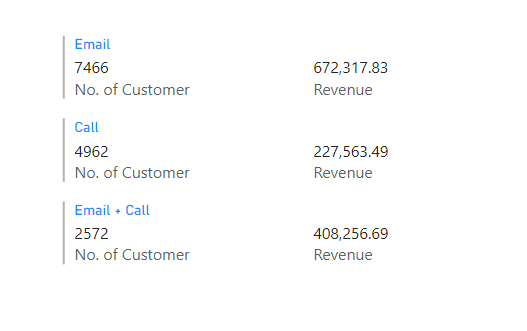 Email
7466 672,317.83
No. of Customer Revenue
Call
4962 227,563.49
No. of Customer Revenue
Email + Call
2572 408,256.69
No. of Customer Revenue